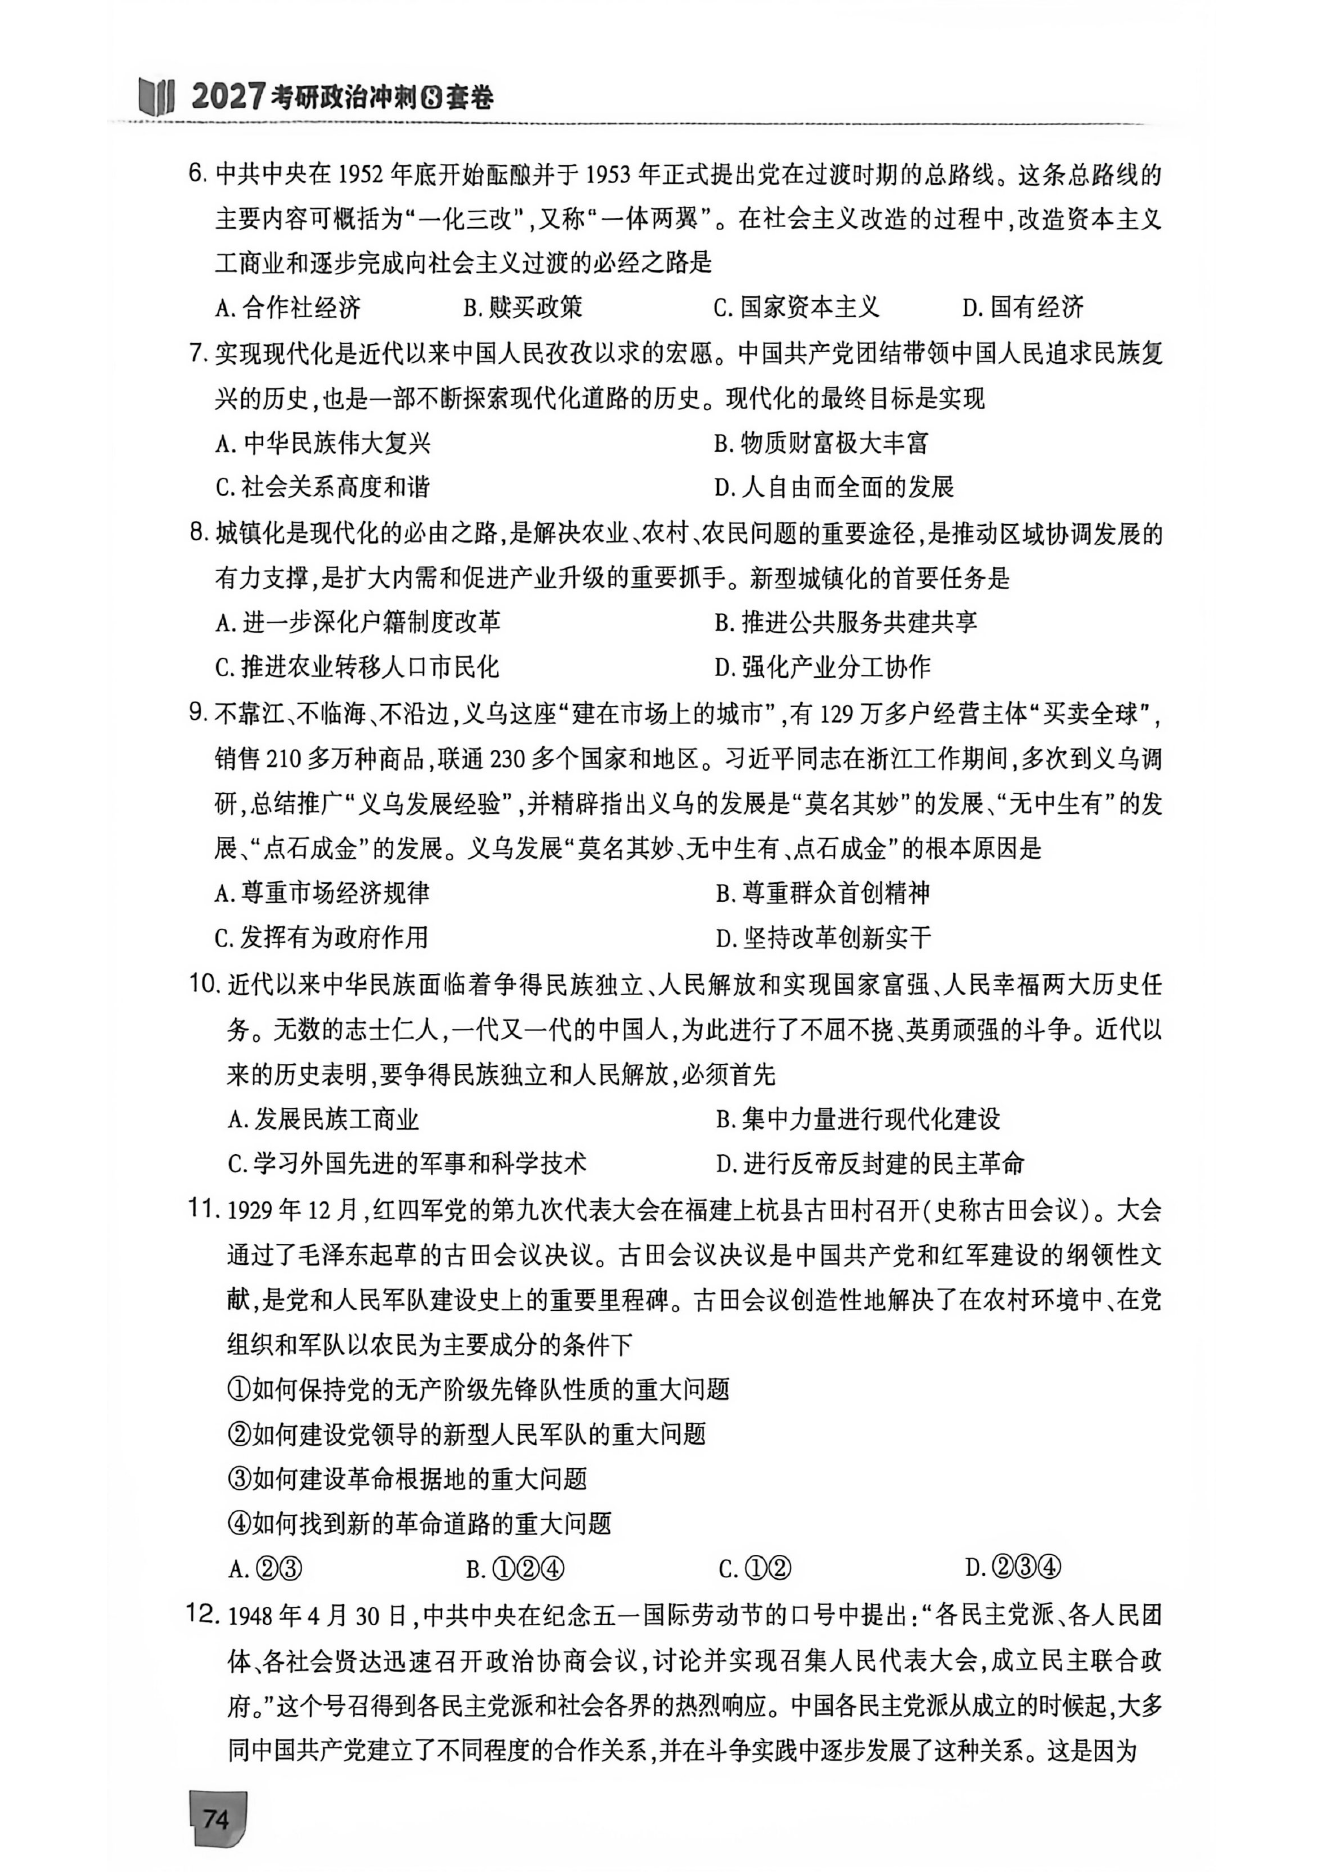 2027考研政治冲刺8套卷
6. 中共中央在 1952 年底开始酝酿并于 1953 年正式提出党在过渡时期的总路线。这条总路线的
主要内容可概括为“一化三改”,又称“一体两翼”。在社会主义改造的过程中,改造资本主义
工商业和逐步完成向社会主义过渡的必经之路是
A. 合作社经济 B. 赎买政策 C. 国家资本主义 D. 国有经济
7. 实现现代化是近代以来中国人民孜孜以求的宏愿。中国共产党团结带领中国人民追求民族复
兴的历史,也是一部不断探索现代化道路的历史。现代化的最终目标是实现
A. 中华民族伟大复兴 B. 物质财富极大丰富
C. 社会关系高度和谐 D. 人自由而全面的发展
8. 城镇化是现代化的必由之路,是解决农业、农村、农民问题的重要途径,是推动区域协调发展的
有力支撑,是扩大内需和促进产业升级的重要抓手。新型城镇化的首要任务是
A. 进一步深化户籍制度改革 B. 推进公共服务共建共享
C. 推进农业转移人口市民化 D. 强化产业分工协作
9. 不靠江、不临海、不沿边,义乌这座“建在市场上的城市”,有 129 万多户经营主体“买卖全球”,
销售 210 多万种商品,联通 230 多个国家和地区。习近平同志在浙江工作期间,多次到义乌调
研,总结推广“义乌发展经验”,并精辟指出义乌的发展是“莫名其妙”的发展、“无中生有”的发
展、“点石成金”的发展。义乌发展“莫名其妙、无中生有、点石成金”的根本原因是
A. 尊重市场经济规律 B. 尊重群众首创精神
C. 发挥有为政府作用 D. 坚持改革创新实干
10. 近代以来中华民族面临着争得民族独立、人民解放和实现国家富强、人民幸福两大历史任
务。无数的志士仁人,一代又一代的中国人,为此进行了不屈不挠、英勇顽强的斗争。近代以
来的历史表明,要争得民族独立和人民解放,必须首先
A. 发展民族工商业 B. 集中力量进行现代化建设
C. 学习外国先进的军事和科学技术 D. 进行反帝反封建的民主革命
11. 1929 年 12 月,红四军党的第九次代表大会在福建上杭县古田村召开(史称古田会议)。大会
通过了毛泽东起草的古田会议决议。古田会议决议是中国共产党和红军建设的纲领性文
献,是党和人民军队建设史上的重要里程碑。古田会议创造性地解决了在农村环境中、在党
组织和军队以农民为主要成分的条件下
①如何保持党的无产阶级先锋队性质的重大问题
②如何建设党领导的新型人民军队的重大问题
③如何建设革命根据地的重大问题
④如何找到新的革命道路的重大问题
A. ②③ B. ①②④ C. ①② D. ②③④
12. 1948 年 4 月 30 日,中共中央在纪念五一国际劳动节的口号中提出:“各民主党派、各人民团
体、各社会贤达迅速召开政治协商会议,讨论并实现召集人民代表大会,成立民主联合政
府。”这个号召得到各民主党派和社会各界的热烈响应。中国各民主党派从成立的时候起,大多
同中国共产党建立了不同程度的合作关系,并在斗争实践中逐步发展了这种关系。这是因为
74